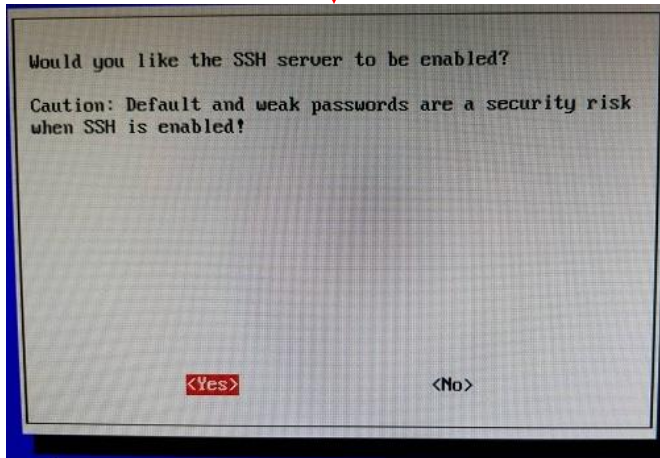 Would you like the SSH server to be enabled?
Caution: Default and weak passwords are a security risk
when SSH is enabled!
<Yes> <No>